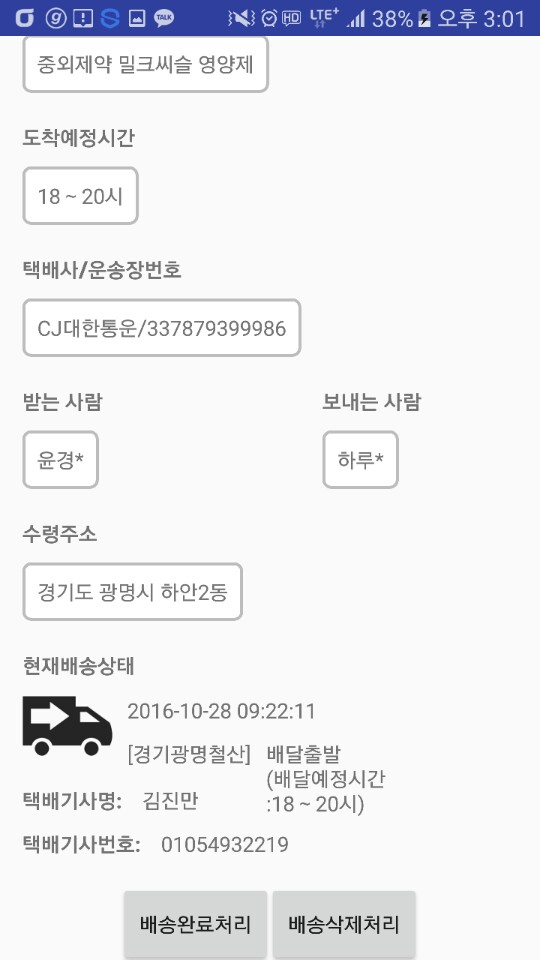 TALK HD LTE+ 38% 오후 3:01
중외제약 밀크씨슬 영양제
도착예정시간
18 ~ 20시
택배사/운송장번호
CJ대한통운/337879399986
받는 사람 보내는 사람
윤경* 하루*
수령주소
경기도 광명시 하안2동
현재배송상태
2016-10-28 09:22:11
[경기광명철산] 배달출발
(배달예정시간
:18 ~ 20시)
택배기사명: 김진만
택배기사번호: 01054932219
배송완료처리 배송삭제처리